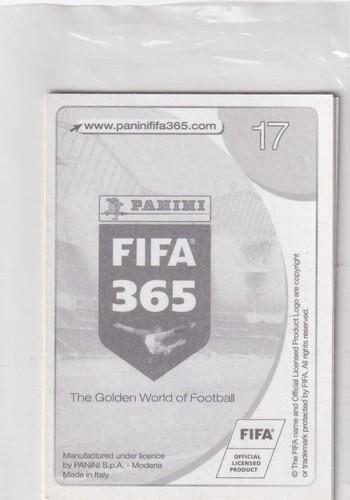 www.paninififa365.com
17
PANINI
FIFA
365
The Golden World of Football
Manufactured under licence
by PANINI S.p.A. - Modena
Made in Italy
FIFA®
OFFICIAL
LICENSED
PRODUCT
© The FIFA name and Official Licensed Product Logo are copyright
or trademark protected by FIFA. All rights reserved.